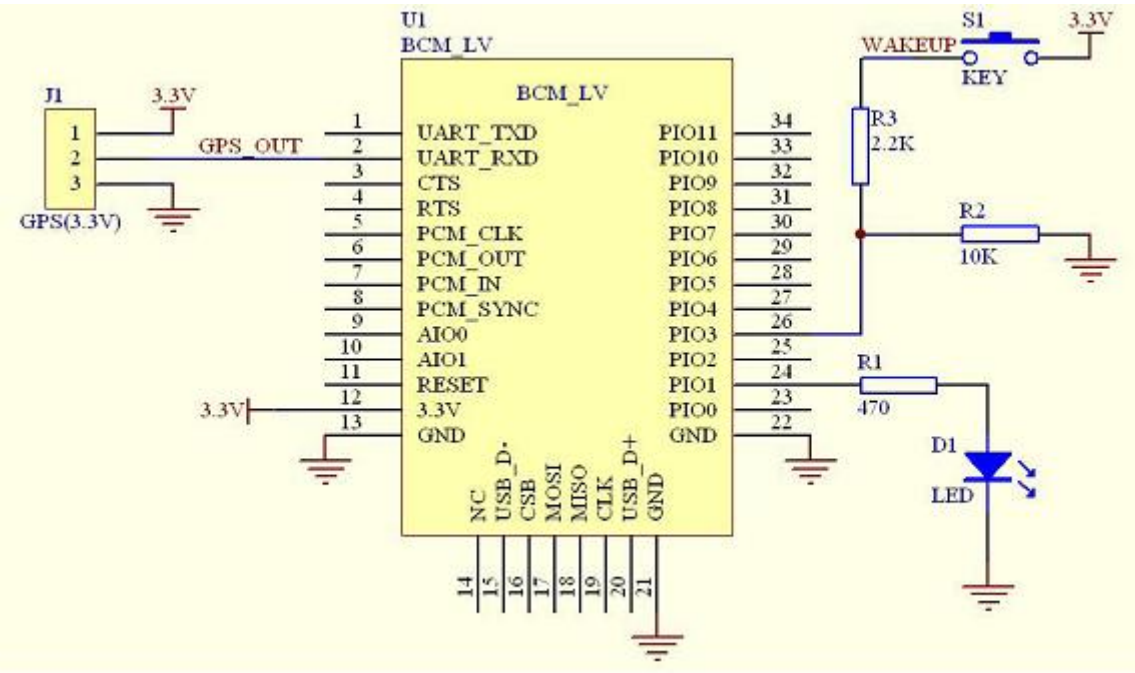 U1
BCM_LV
S1
3.3V
WAKEUP
KEY
BCM_LV
J1
3.3V
1
2
3
GPS_OUT
GPS(3.3V)
R3
2.2K
R2
10K
1 UART_TXD
2 UART_RXD
3 CTS
4 RTS
5 PCM_CLK
6 PCM_OUT
7 PCM_IN
8 PCM_SYNC
9 AIO0
10 AIO1
11 RESET
3.3V 12 3.3V
13 GND
PIO11 34
PIO10 33
PIO9 32
PIO8 31
PIO7 30
PIO6 29
PIO5 28
PIO4 27
PIO3 26
PIO2 25
PIO1 24
PIO0 23
GND 22
R1
470
D1
LED
NC
USB_D-
CSB
MOSI
MISO
CLK
USB_D+
GND
14
15
16
17
18
19
20
21